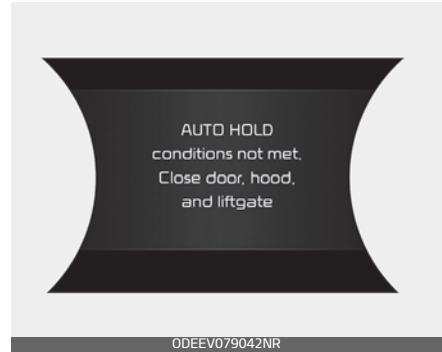 AUTO HOLD
conditions not met.
Close door, hood,
and liftgate
ODEEV079042NR